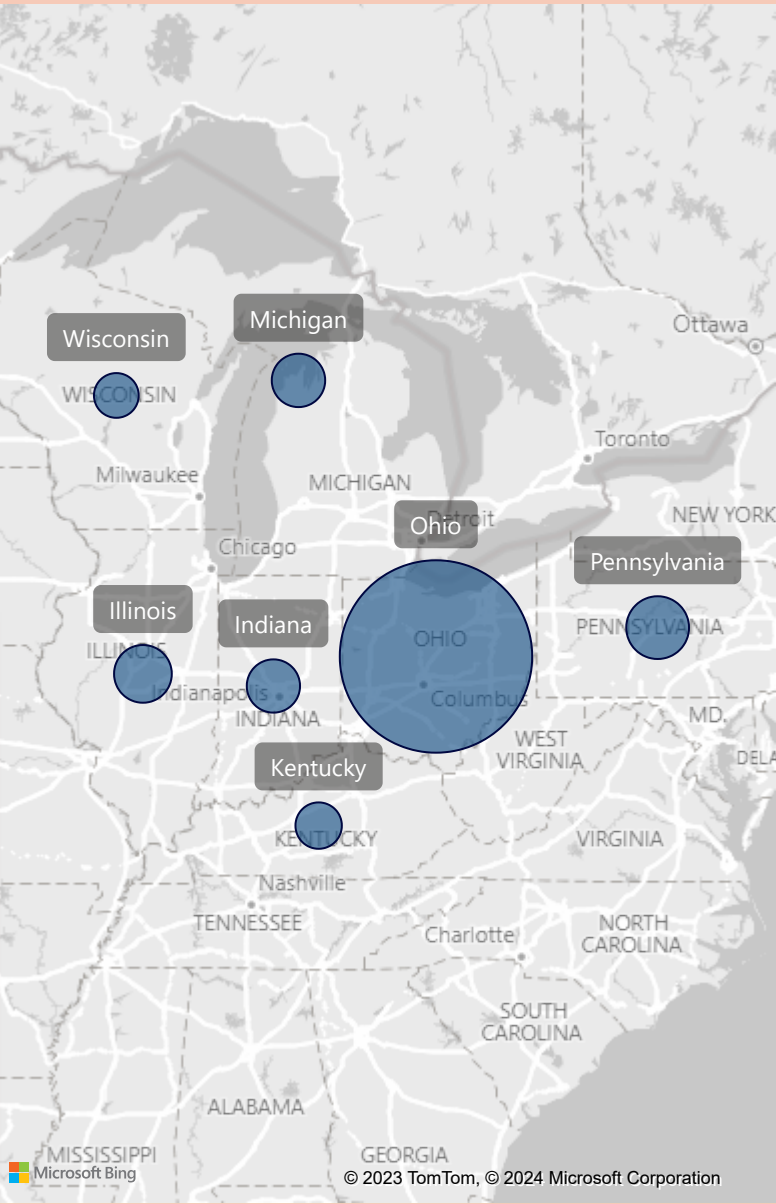 Ottawa
Michigan
Wisconsin
WISCONSIN
Toronto
Milwaukee
MICHIGAN
NEW YORK
Detroit
Ohio
Chicago
Pennsylvania
Illinois
Indiana
PENNSYLVANIA
OHIO
ILLINOIS
Indianapolis
Columbus
INDIANA
MD.
WEST
VIRGINIA
DELA
Kentucky
KENTUCKY
VIRGINIA
Nashville
TENNESSEE
Charlotte
NORTH
CAROLINA
SOUTH
CAROLINA
ALABAMA
MISSISSIPPI
GEORGIA
Microsoft Bing
© 2023 TomTom, © 2024 Microsoft Corporation